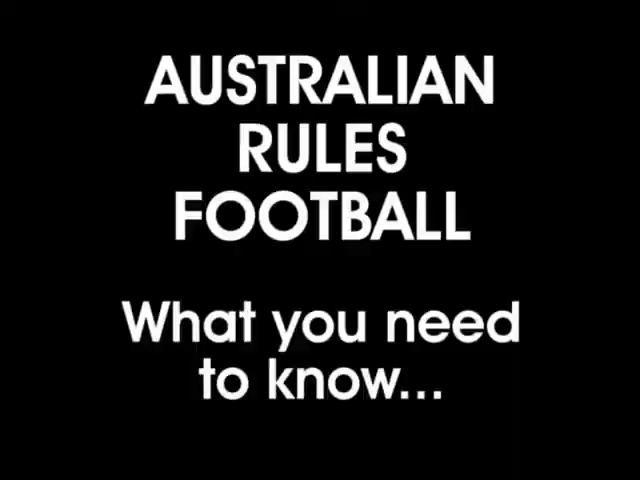 AUSTRALIAN
RULES
FOOTBALL
What you need
to know...